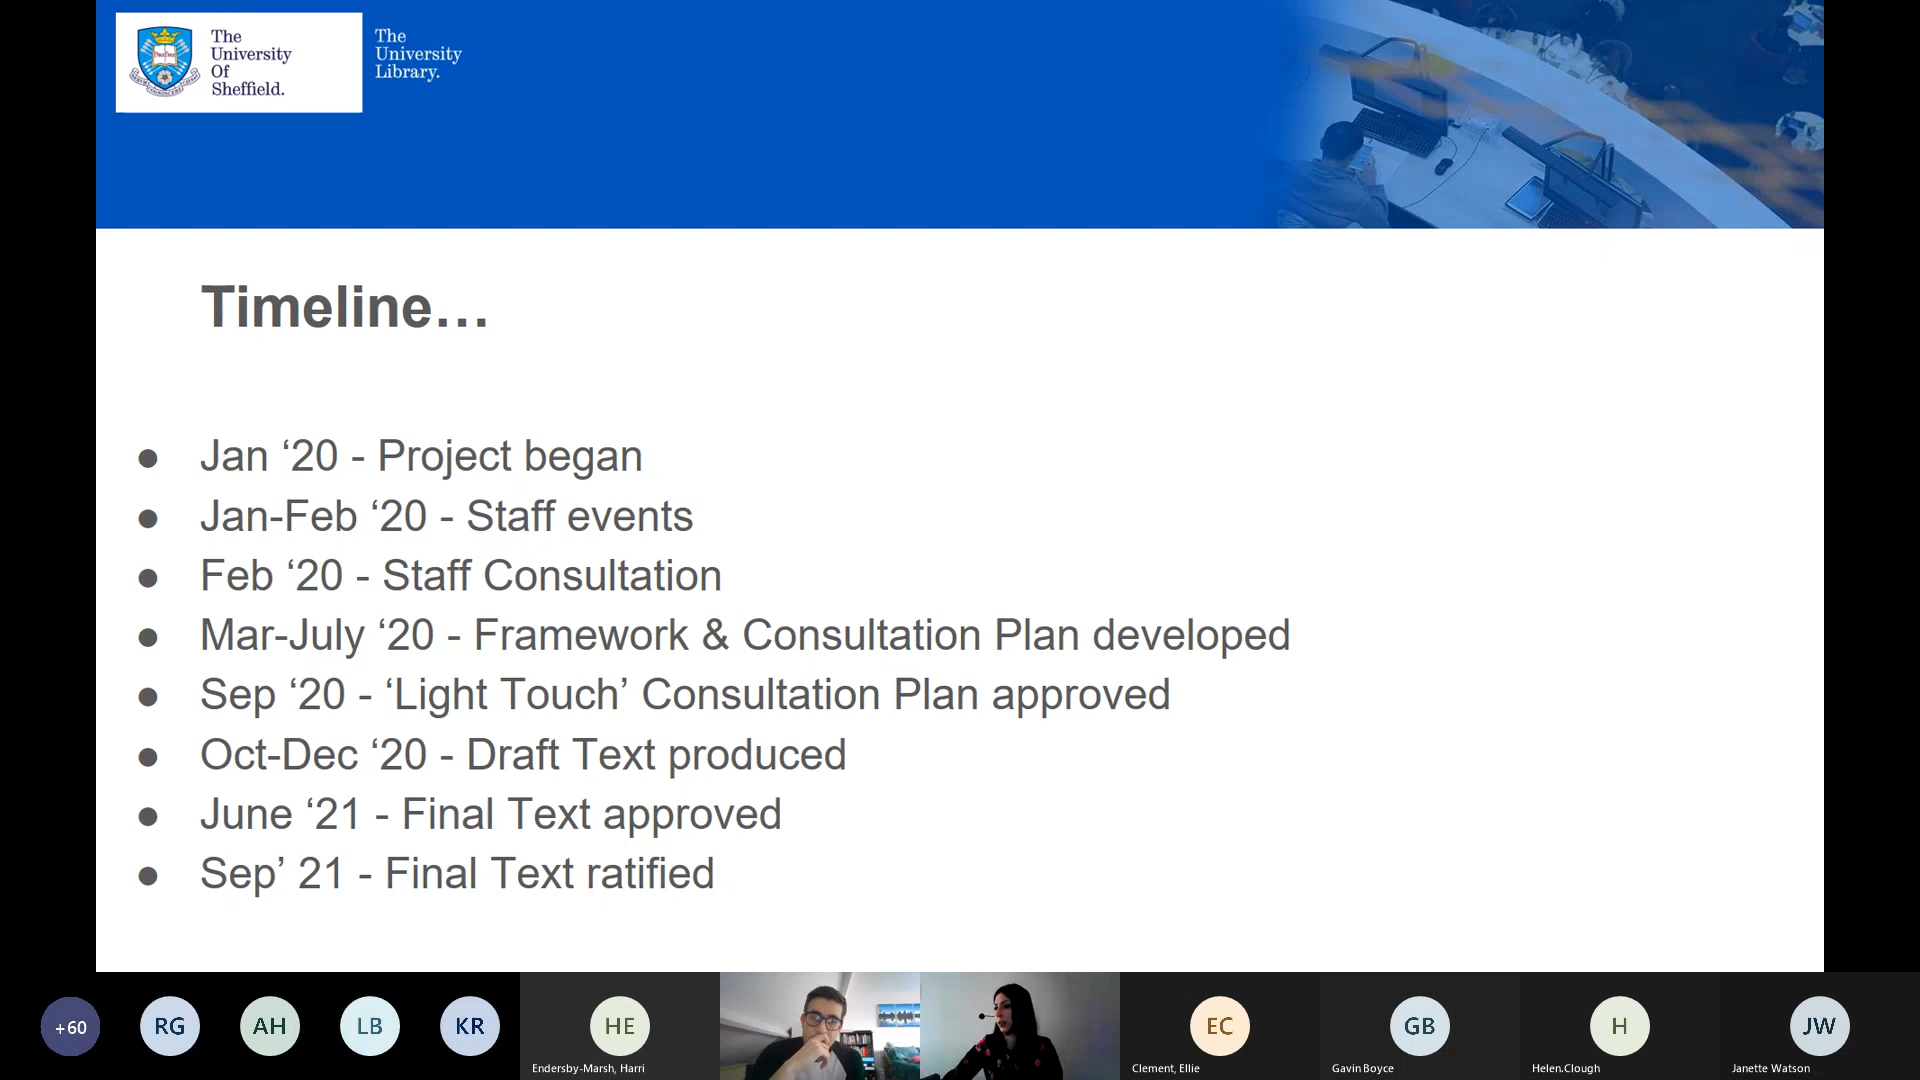 The
University
Of
Sheffield.
The
University
Library.
Timeline…
● Jan ‘20 - Project began
● Jan-Feb ‘20 - Staff events
● Feb ‘20 - Staff Consultation
● Mar-July ‘20 - Framework & Consultation Plan developed
● Sep ‘20 - ‘Light Touch’ Consultation Plan approved
● Oct-Dec ‘20 - Draft Text produced
● June ‘21 - Final Text approved
● Sep’ 21 - Final Text ratified
+60
RG
AH
LB
KR
HE
EC
GB
H
JW
Endersby-Marsh, Harri
Clement, Ellie
Gavin Boyce
Helen.Clough
Janette Watson